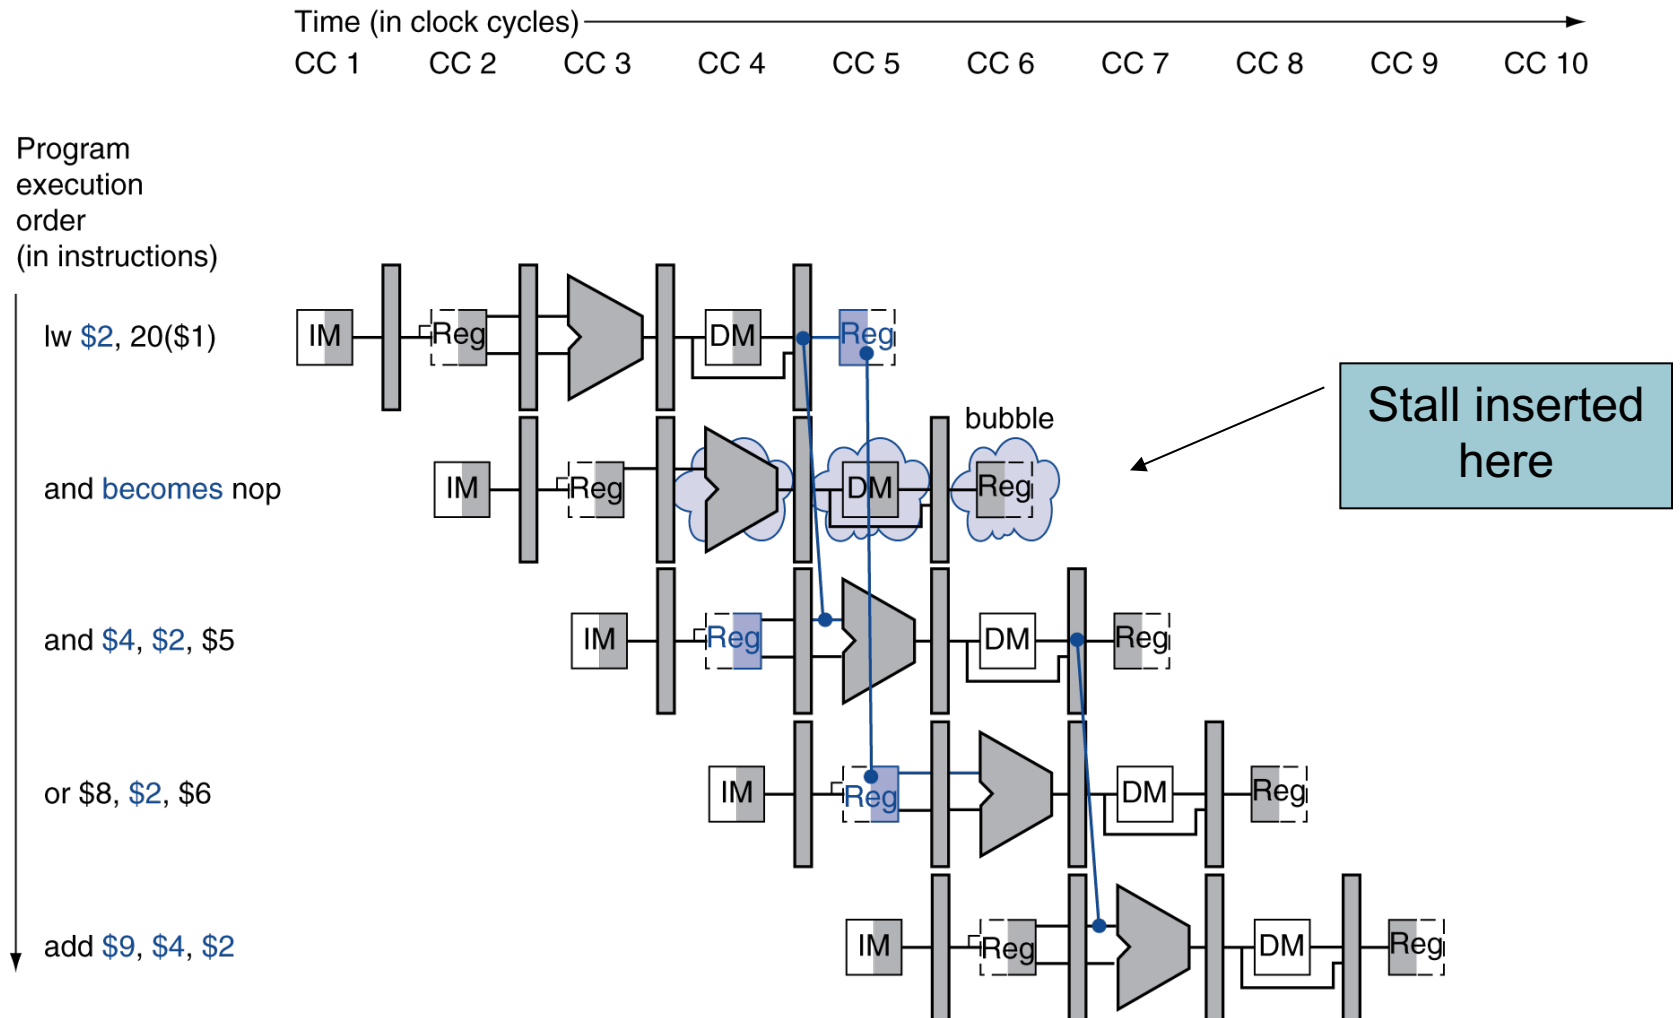 Time (in clock cycles)
CC 1 CC 2 CC 3 CC 4 CC 5 CC 6 CC 7 CC 8 CC 9 CC 10
Program
execution
order
(in instructions)
lw $2, 20($1)
IM Reg DM Reg
Stall inserted
here
bubble
and becomes nop
IM Reg DM Reg
and $4, $2, $5
IM Reg DM Reg
or $8, $2, $6
IM Reg DM Reg
add $9, $4, $2
IM Reg DM Reg